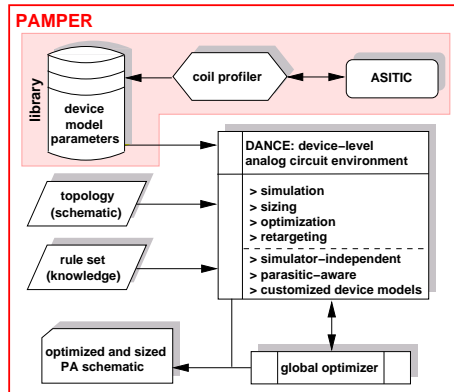 PAMPER
library
device
model
parameters
coil profiler
ASITIC
DANCE: device-level
analog circuit environment
> simulation
> sizing
> optimization
> retargeting
> simulator-independent
> parasitic-aware
> customized device models
topology
(schematic)
rule set
(knowledge)
optimized and sized
PA schematic
global optimizer